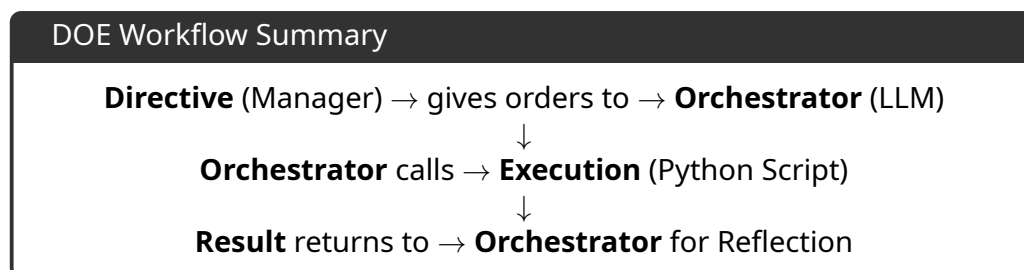 DOE Workflow Summary
Directive (Manager) → gives orders to → Orchestrator (LLM)
↓
Orchestrator calls → Execution (Python Script)
↓
Result returns to → Orchestrator for Reflection